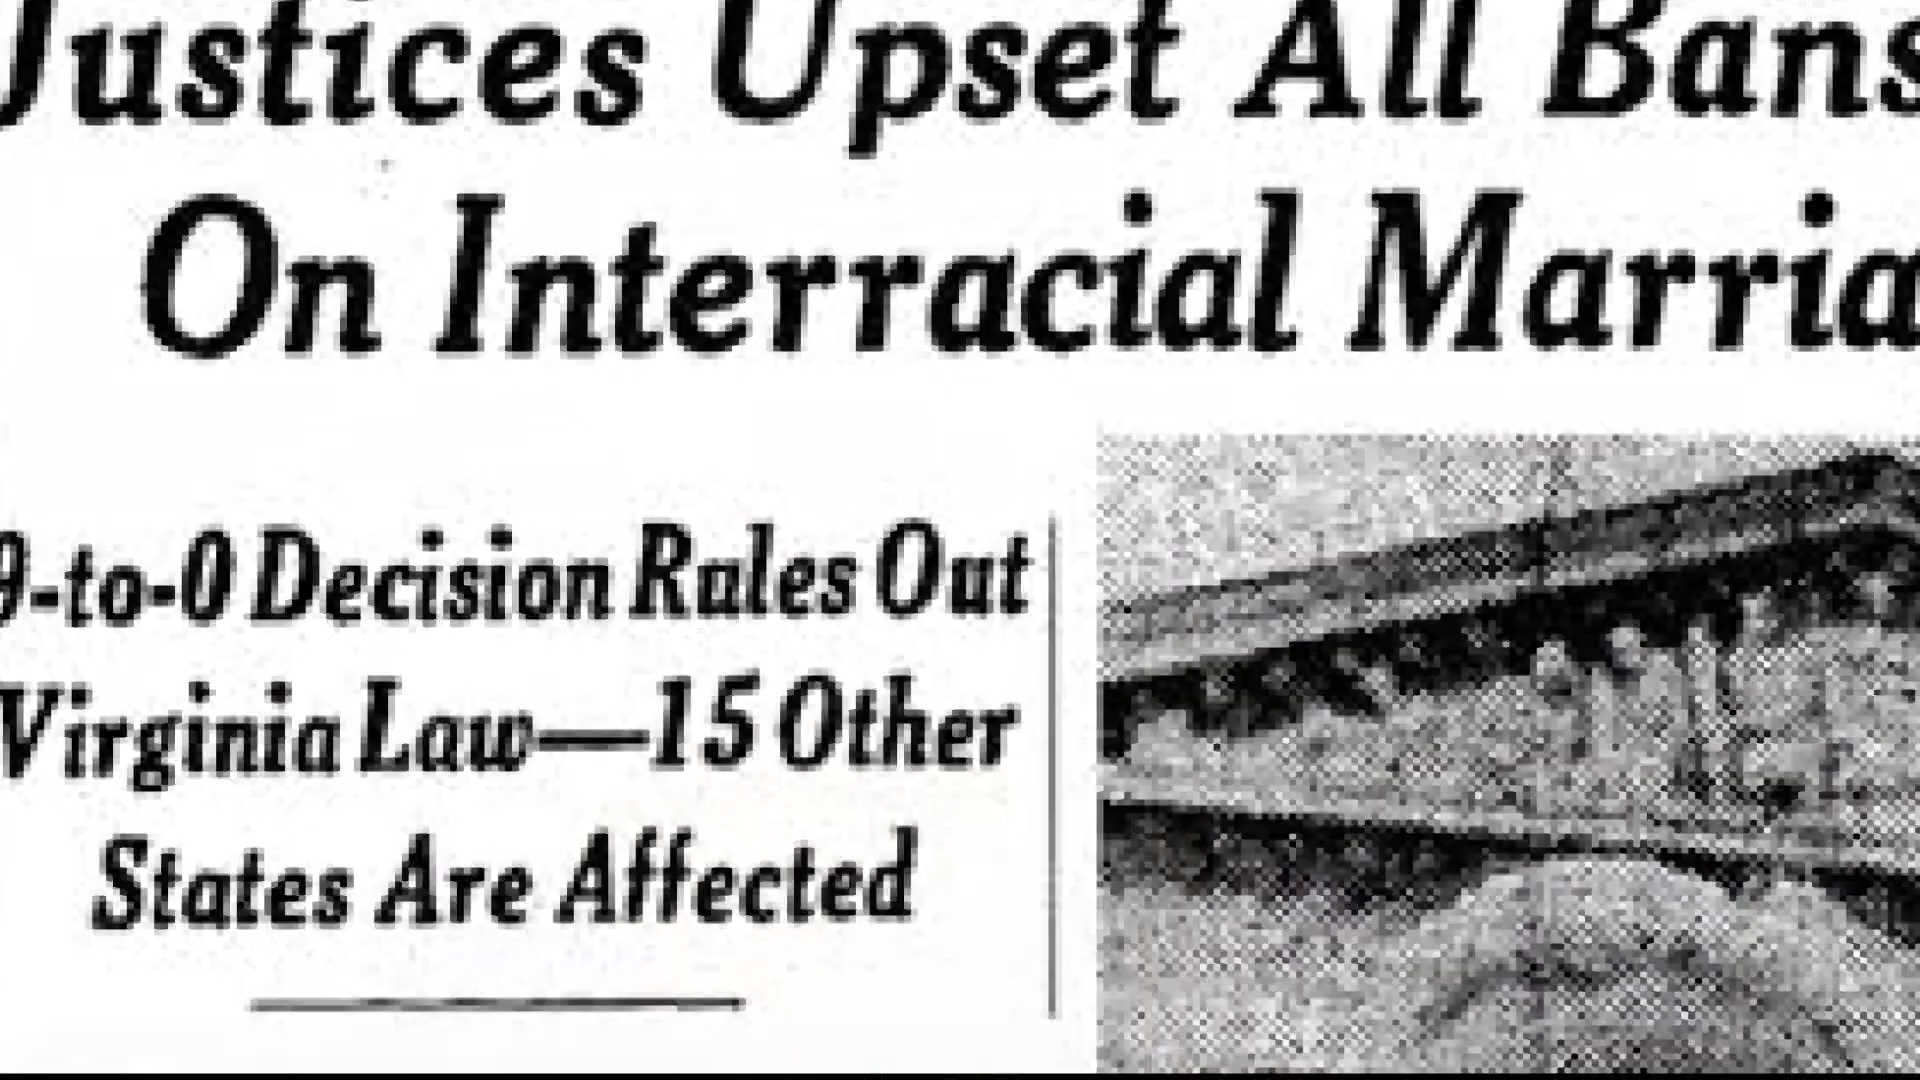 Justices Upset All Bans
On Interracial Marria
9-to-0 Decision Rules Out
Virginia Law—15 Other
States Are Affected